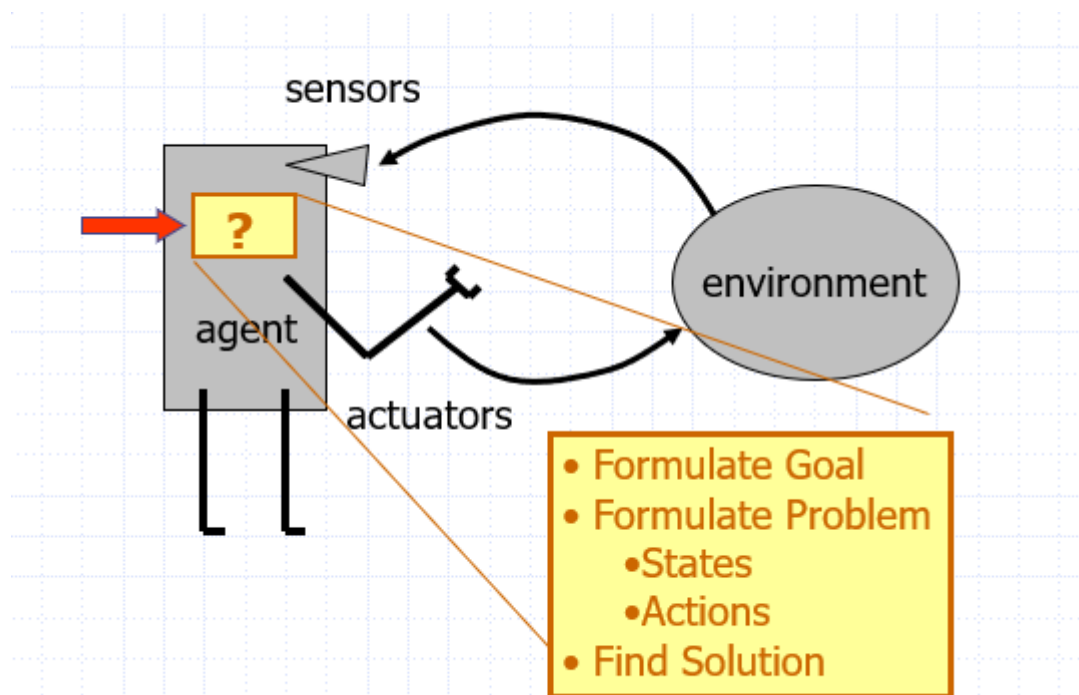 sensors
?
environment
agent
actuators
• Formulate Goal
• Formulate Problem
•States
•Actions
• Find Solution